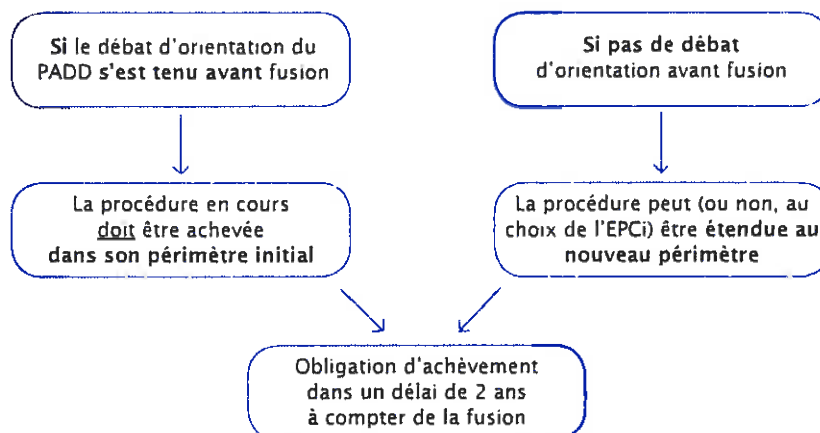 Si le débat d'orientation du
PADD s'est tenu avant fusion
Si pas de débat
d'orientation avant fusion
La procédure en cours
doit être achevée
dans son périmètre initial
La procédure peut (ou non, au
choix de l'EPCi) être étendue au
nouveau périmètre
Obligation d'achèvement
dans un délai de 2 ans
à compter de la fusion